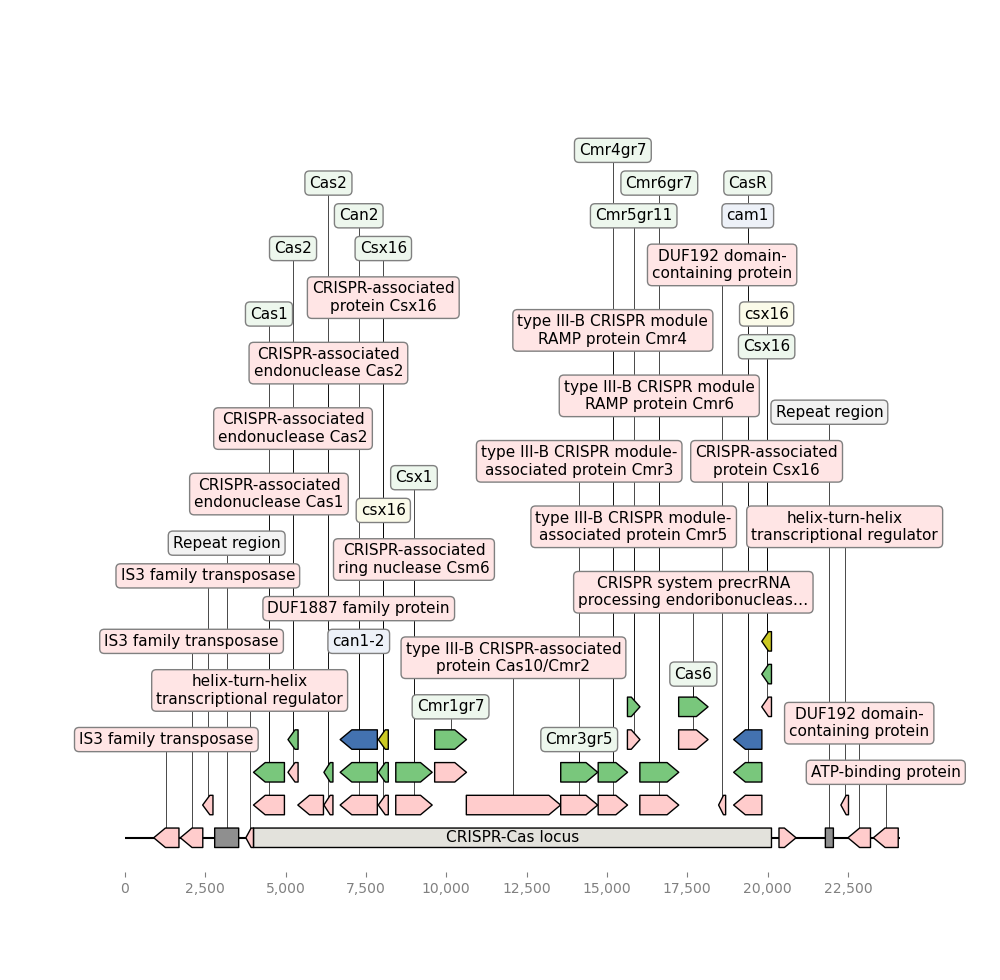 Cmr4gr7
Cas2
Cmr6gr7
CasR
Can2
Cmr5gr11
cam1
Cas2
Csx16
DUF192 domain-
containing protein
CRISPR-associated
protein Csx16
Cas1
csx16
type III-B CRISPR module
RAMP protein Cmr4
Csx16
CRISPR-associated
endonuclease Cas2
type III-B CRISPR module
RAMP protein Cmr6
Repeat region
CRISPR-associated
endonuclease Cas2
type III-B CRISPR module-
associated protein Cmr3
CRISPR-associated
protein Csx16
Csx1
CRISPR-associated
endonuclease Cas1
csx16
type III-B CRISPR module-
associated protein Cmr5
helix-turn-helix
transcriptional regulator
Repeat region
CRISPR-associated
ring nuclease Csm6
IS3 family transposase
CRISPR system precrRNA
processing endoribonucleas...
DUF1887 family protein
IS3 family transposase
can1-2
type III-B CRISPR-associated
protein Cas10/Cmr2
Cas6
helix-turn-helix
transcriptional regulator
Cmr1gr7
DUF192 domain-
containing protein
IS3 family transposase
Cmr3gr5
ATP-binding protein
CRISPR-Cas locus
0 2,500 5,000 7,500 10,000 12,500 15,000 17,500 20,000 22,500